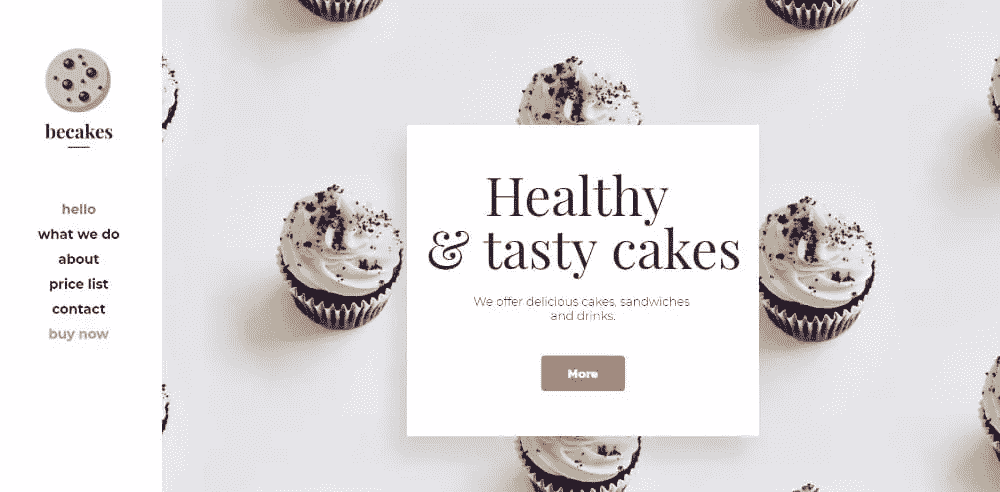 becakes
hello
what we do
about
price list
contact
buy now
Healthy
& tasty cakes
We offer delicious cakes, sandwiches
and drinks.
More